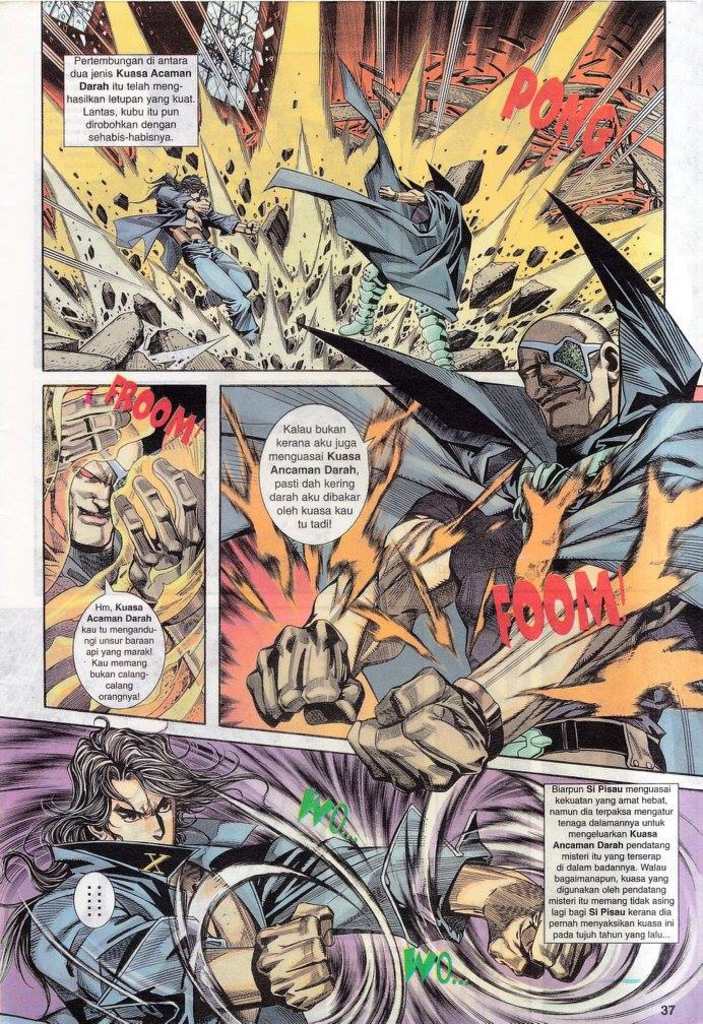 Pertembungan di antara
dua jenis Kuasa Acaman
Darah itu telah meng-
hasilkan letupan yang kuat.
Lantas, kubu itu pun
dirobohkan dengan
sehabis-habisnya.
PONG
FROOM!
Hm, Kuasa
Ancaman Darah
kau tu mengandu-
ngi unsur baraan
api yang marak!
Kau memang
bukan calang-
calang
orangnya!
Kalau bukan
kerana aku juga
menguasai Kuasa
Ancaman Darah,
pasti dah kering
darah aku dibakar
oleh kuasa kau
tu tadi!
FOOM!
WO...
WO...
Biarpun Si Pisau menguasai
kekuatan yang amat hebat,
namun dia terpaksa mengatur
tenaga dalamannya untuk
mengeluarkan Kuasa
Ancaman Darah pendatang
misteri itu yang terserap
di dalam badannya. Walau
bagaimanapun, kuasa yang
digunakan oleh pendatang
misteri itu memang tidak asing
lagi bagi Si Pisau kerana dia
pernah menyaksikan kuasa ini
pada tujuh tahun yang lalu...
37